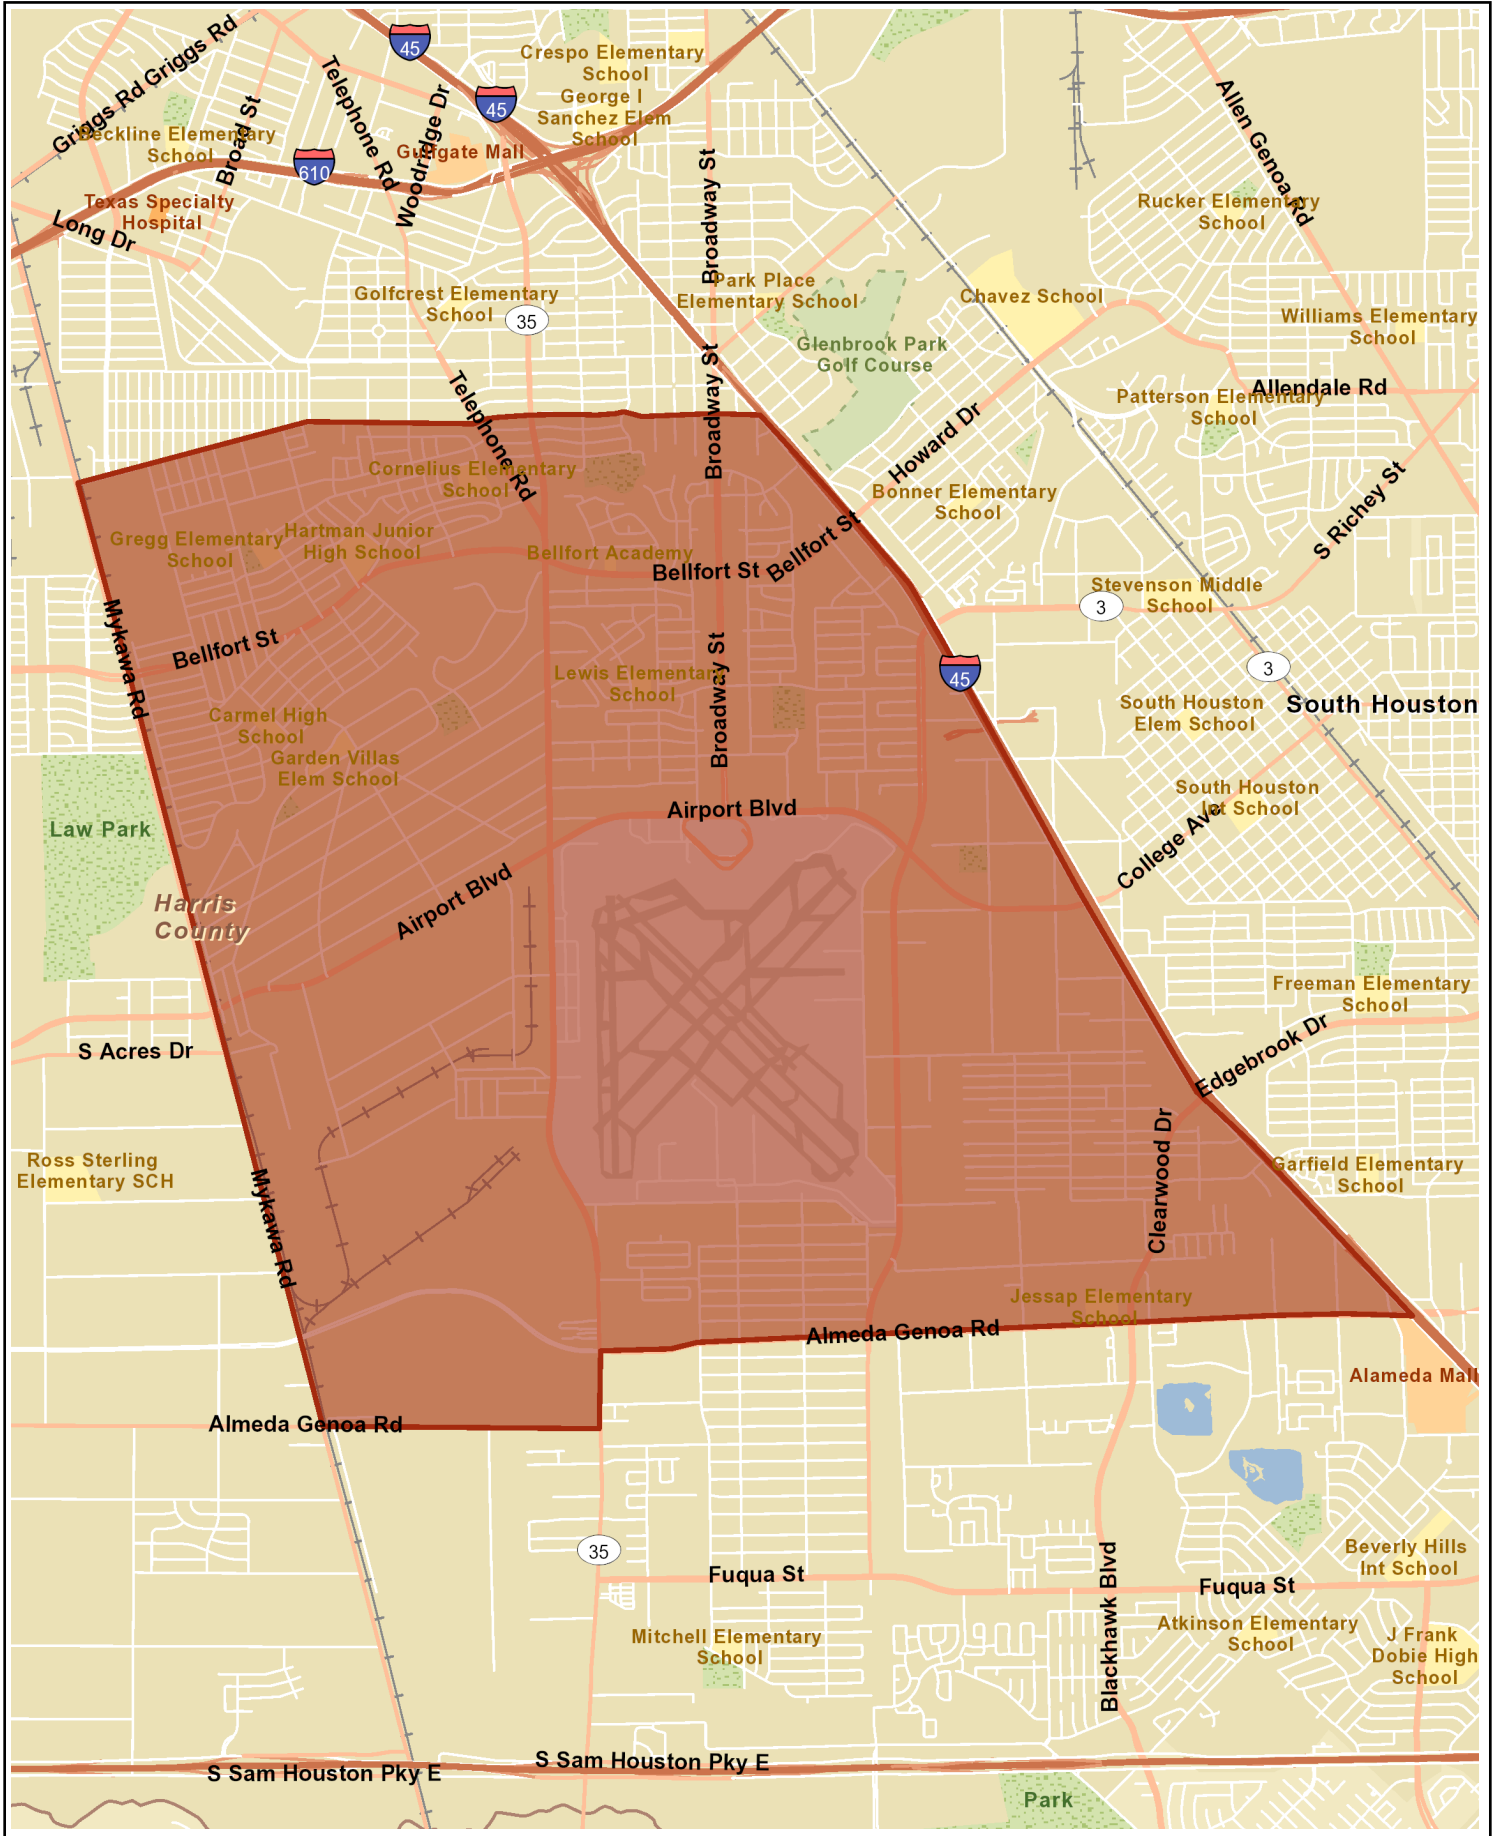 Griggs Rd
Griggs Rd
Telephone Rd
45
Crespo Elementary
School
George I
Sanchez Elem
School
45
Woodridge Dr
Broad St
Beckline Elementary
School
Gulfgate Mall
610
Broadway St
Allen Genoa Rd
Texas Specialty
Hospital
Long Dr
Rucker Elementary
School
Golfcrest Elementary
School
35
Park Place
Elementary School
Chavez School
Williams Elementary
School
Glenbrook Park
Golf Course
Broadway St
Telephone Rd
Allendale Rd
Patterson Elementary
School
Howard Dr
Cornelius Elementary
School
Bonner Elementary
School
S Richey St
Gregg Elementary
School
Hartman Junior
High School
Bellfort Academy
Bellfort St
Bellfort St
Stevenson Middle
School
3
Mykawa Rd
Bellfort St
Lewis Elementary
School
Broadway St
45
3
South Houston
South Houston
Elem School
Carmel High
School
Garden Villas
Elem School
Airport Blvd
South Houston
Int School
College Ave
Law Park
Harris
County
Airport Blvd
Freeman Elementary
School
S Acres Dr
Edgebrook Dr
Clearwood Dr
Ross Sterling
Elementary SCH
Garfield Elementary
School
Mykawa Rd
Jessap Elementary
School
Almeda Genoa Rd
Alameda Mall
Almeda Genoa Rd
35
Fuqua St
Fuqua St
Beverly Hills
Int School
Blackhawk Blvd
Mitchell Elementary
School
Atkinson Elementary
School
J Frank
Dobie High
School
S Sam Houston Pky E
S Sam Houston Pky E
Park